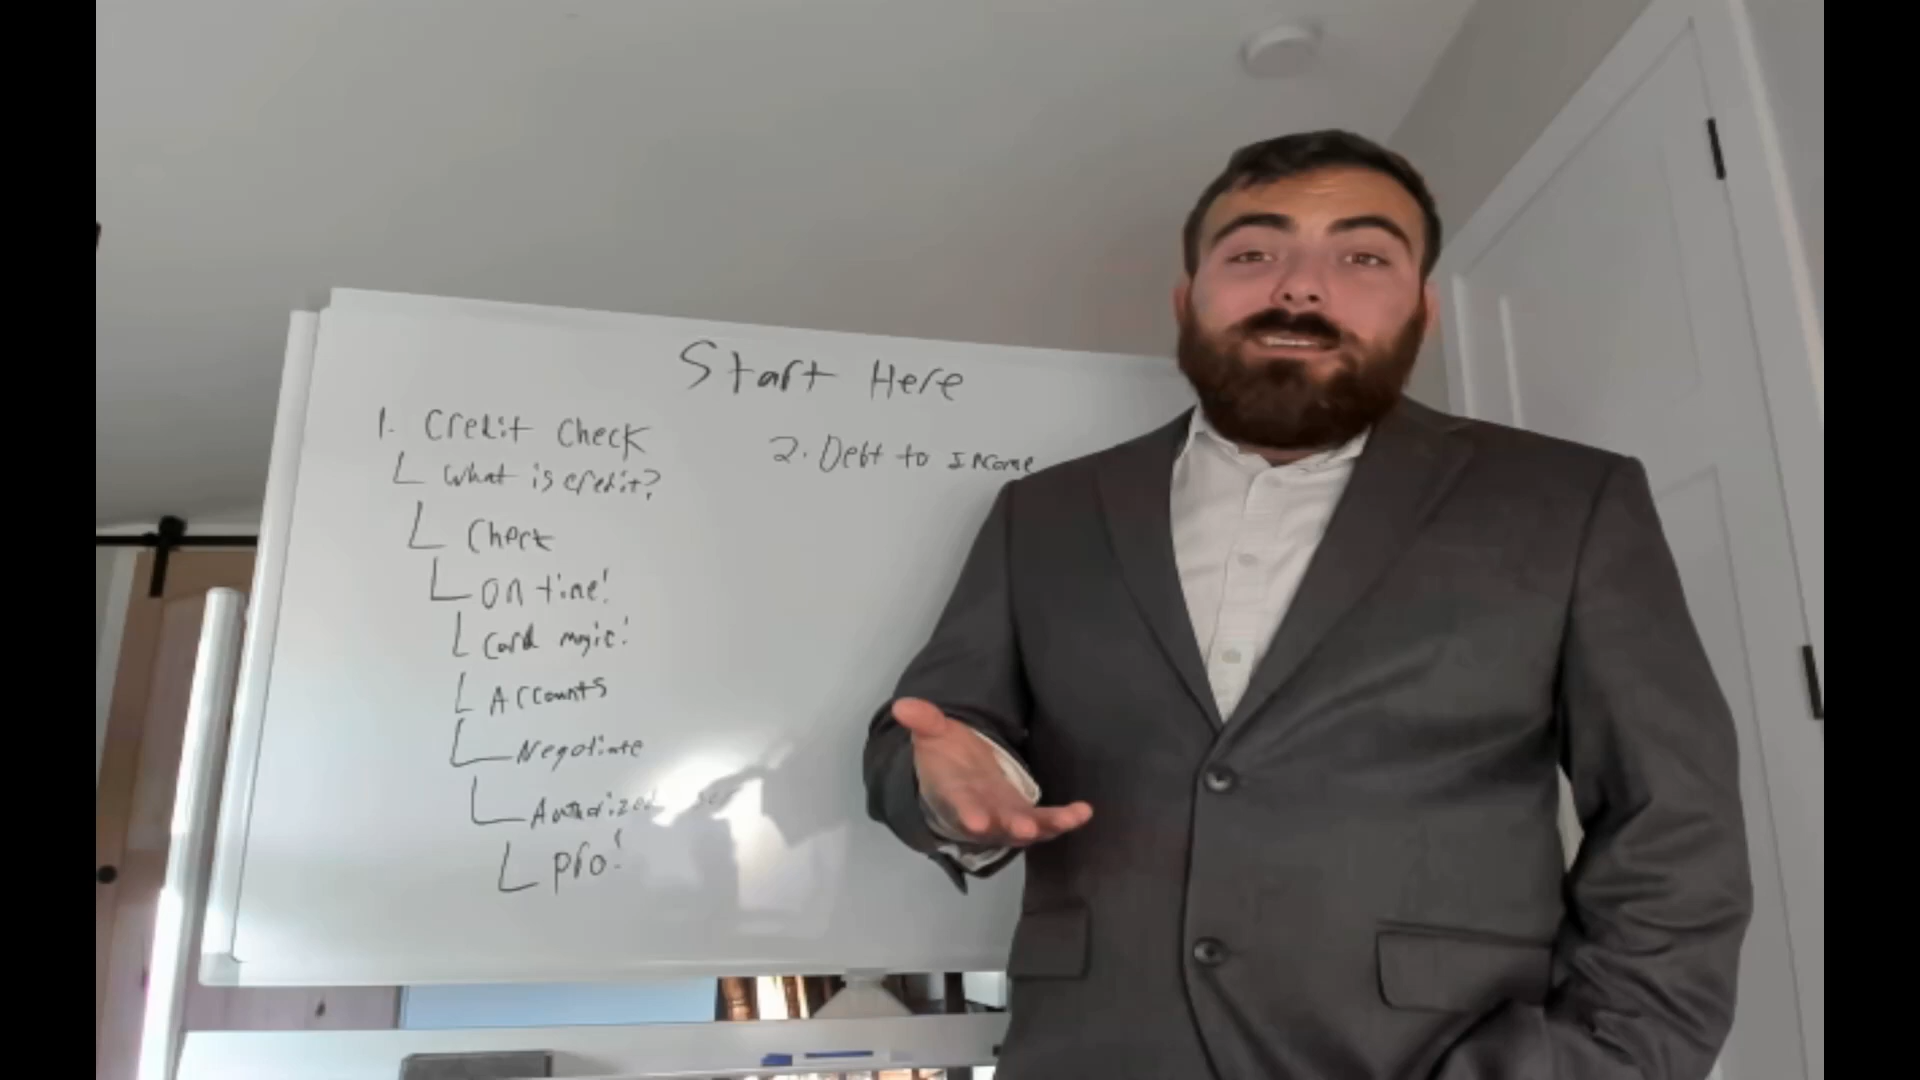 Start Here
1. Credit Check
What is credit?
Check
On time!
Card magic!
Accounts
Negotiate
Authorized
pro!
2. Debt to Income